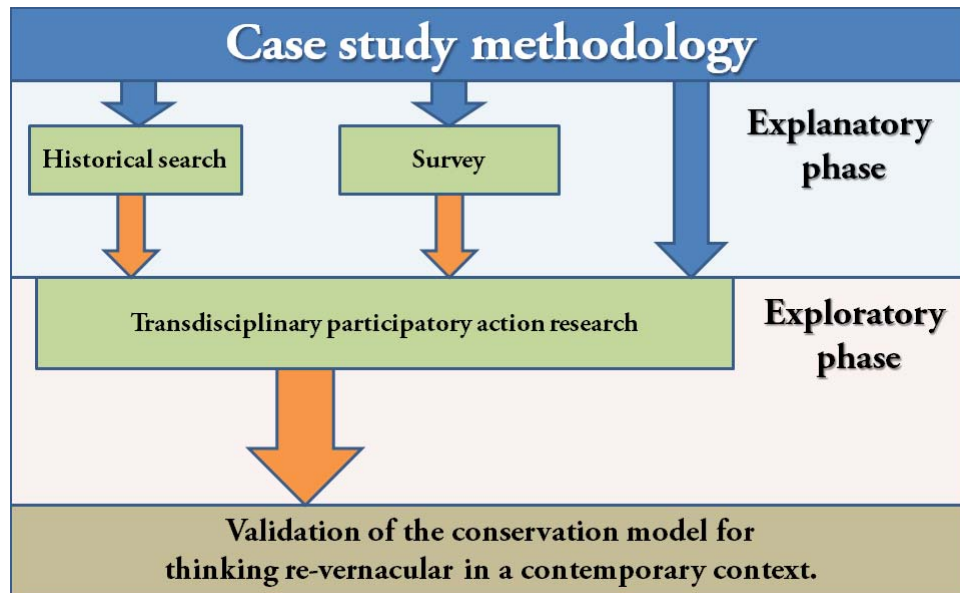 Case study methodology
Explanatory
phase
Historical search
Survey
Transdisciplinary participatory action research
Exploratory
phase
Validation of the conservation model for
thinking re-vernacular in a contemporary context.